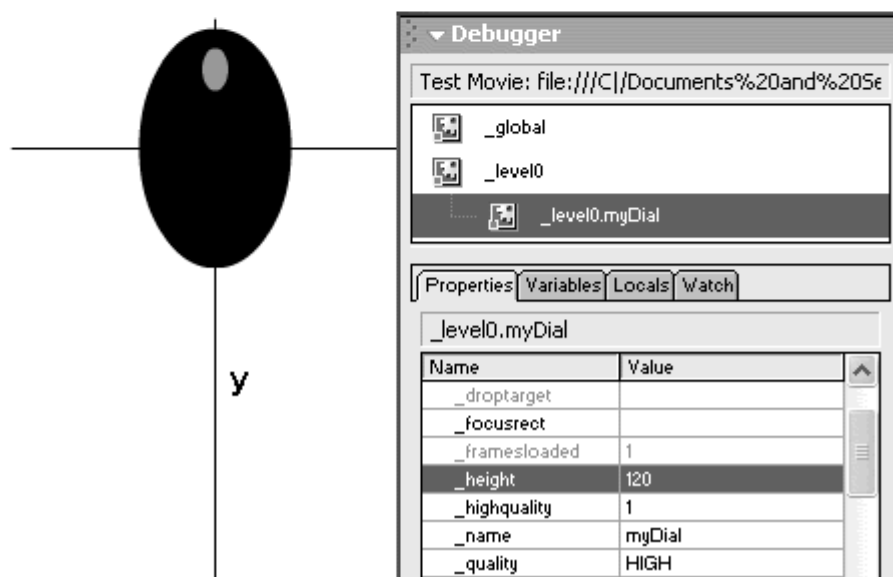 Debugger
Test Movie: file:///C|/Documents%20and%20Se
_global
_level0
_level0.myDial
Properties Variables Locals Watch
_level0.myDial
Name Value
_droptarget
_focusrect
_framesloaded 1
_height 120
_highquality 1
_name myDial
_quality HIGH
y